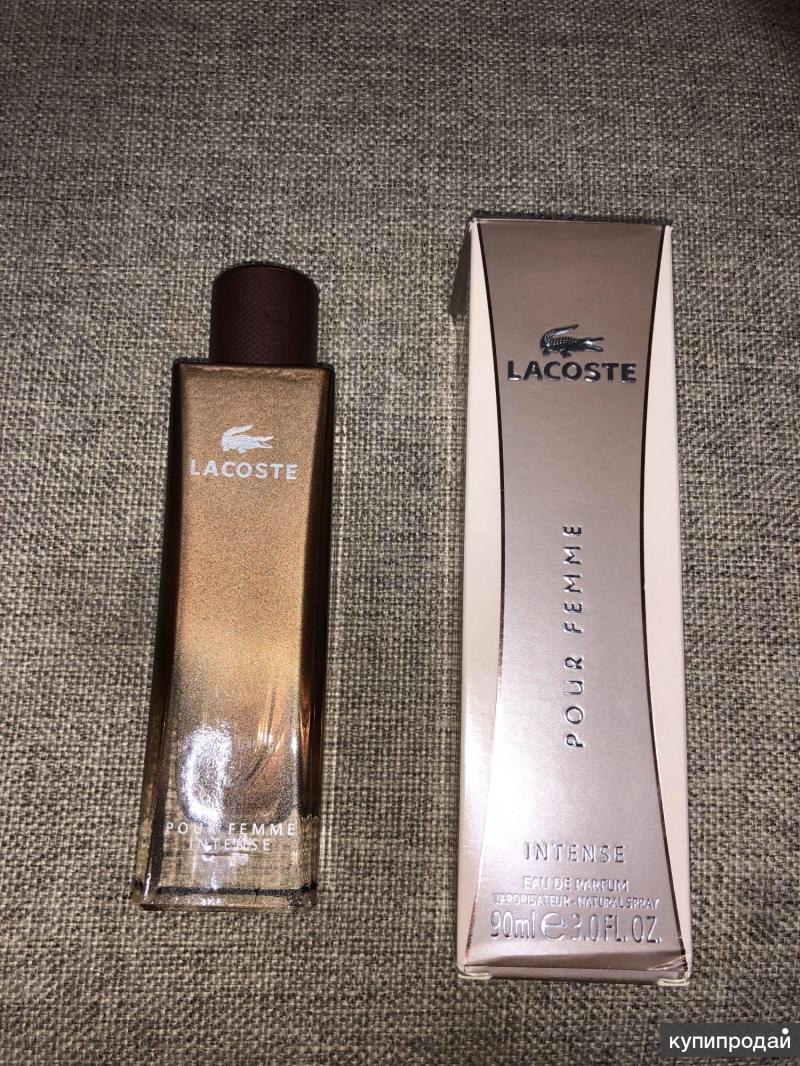 LACOSTE
POUR FEMME
INTENSE
LACOSTE
POUR FEMME
INTENSE
EAU DE PARFUM
VAPORISATEUR - NATURAL SPRAY
90ml e 3.0 FL. OZ.
купипродай